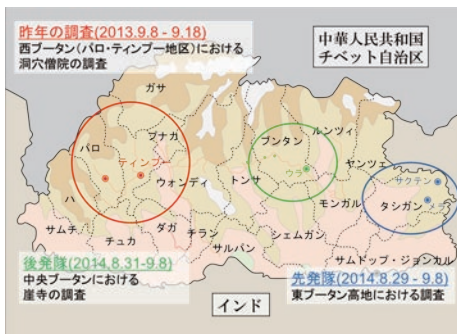 昨年の調査(2013.9.8 - 9.18)
西ブータン(パロ・ティンプー地区)における
洞穴僧院の調査
中華人民共和国
チベット自治区
ガサ
プナカ
パロ
ティンプー
ハ
ウォンディ
サムチ
チュカ
ダガ
チラン
サルパン
トンサ
ブンタン
ウラ
ルンツィ
ヤンツェ
モンガル
シェムガン
サクテン
メラ
タシガン
サムドップ・ジョンカル
後発隊(2014.8.31-9.8)
中央ブータンにおける
崖寺の調査
先発隊(2014.8.29 - 9.8)
東ブータン高地における調査
インド